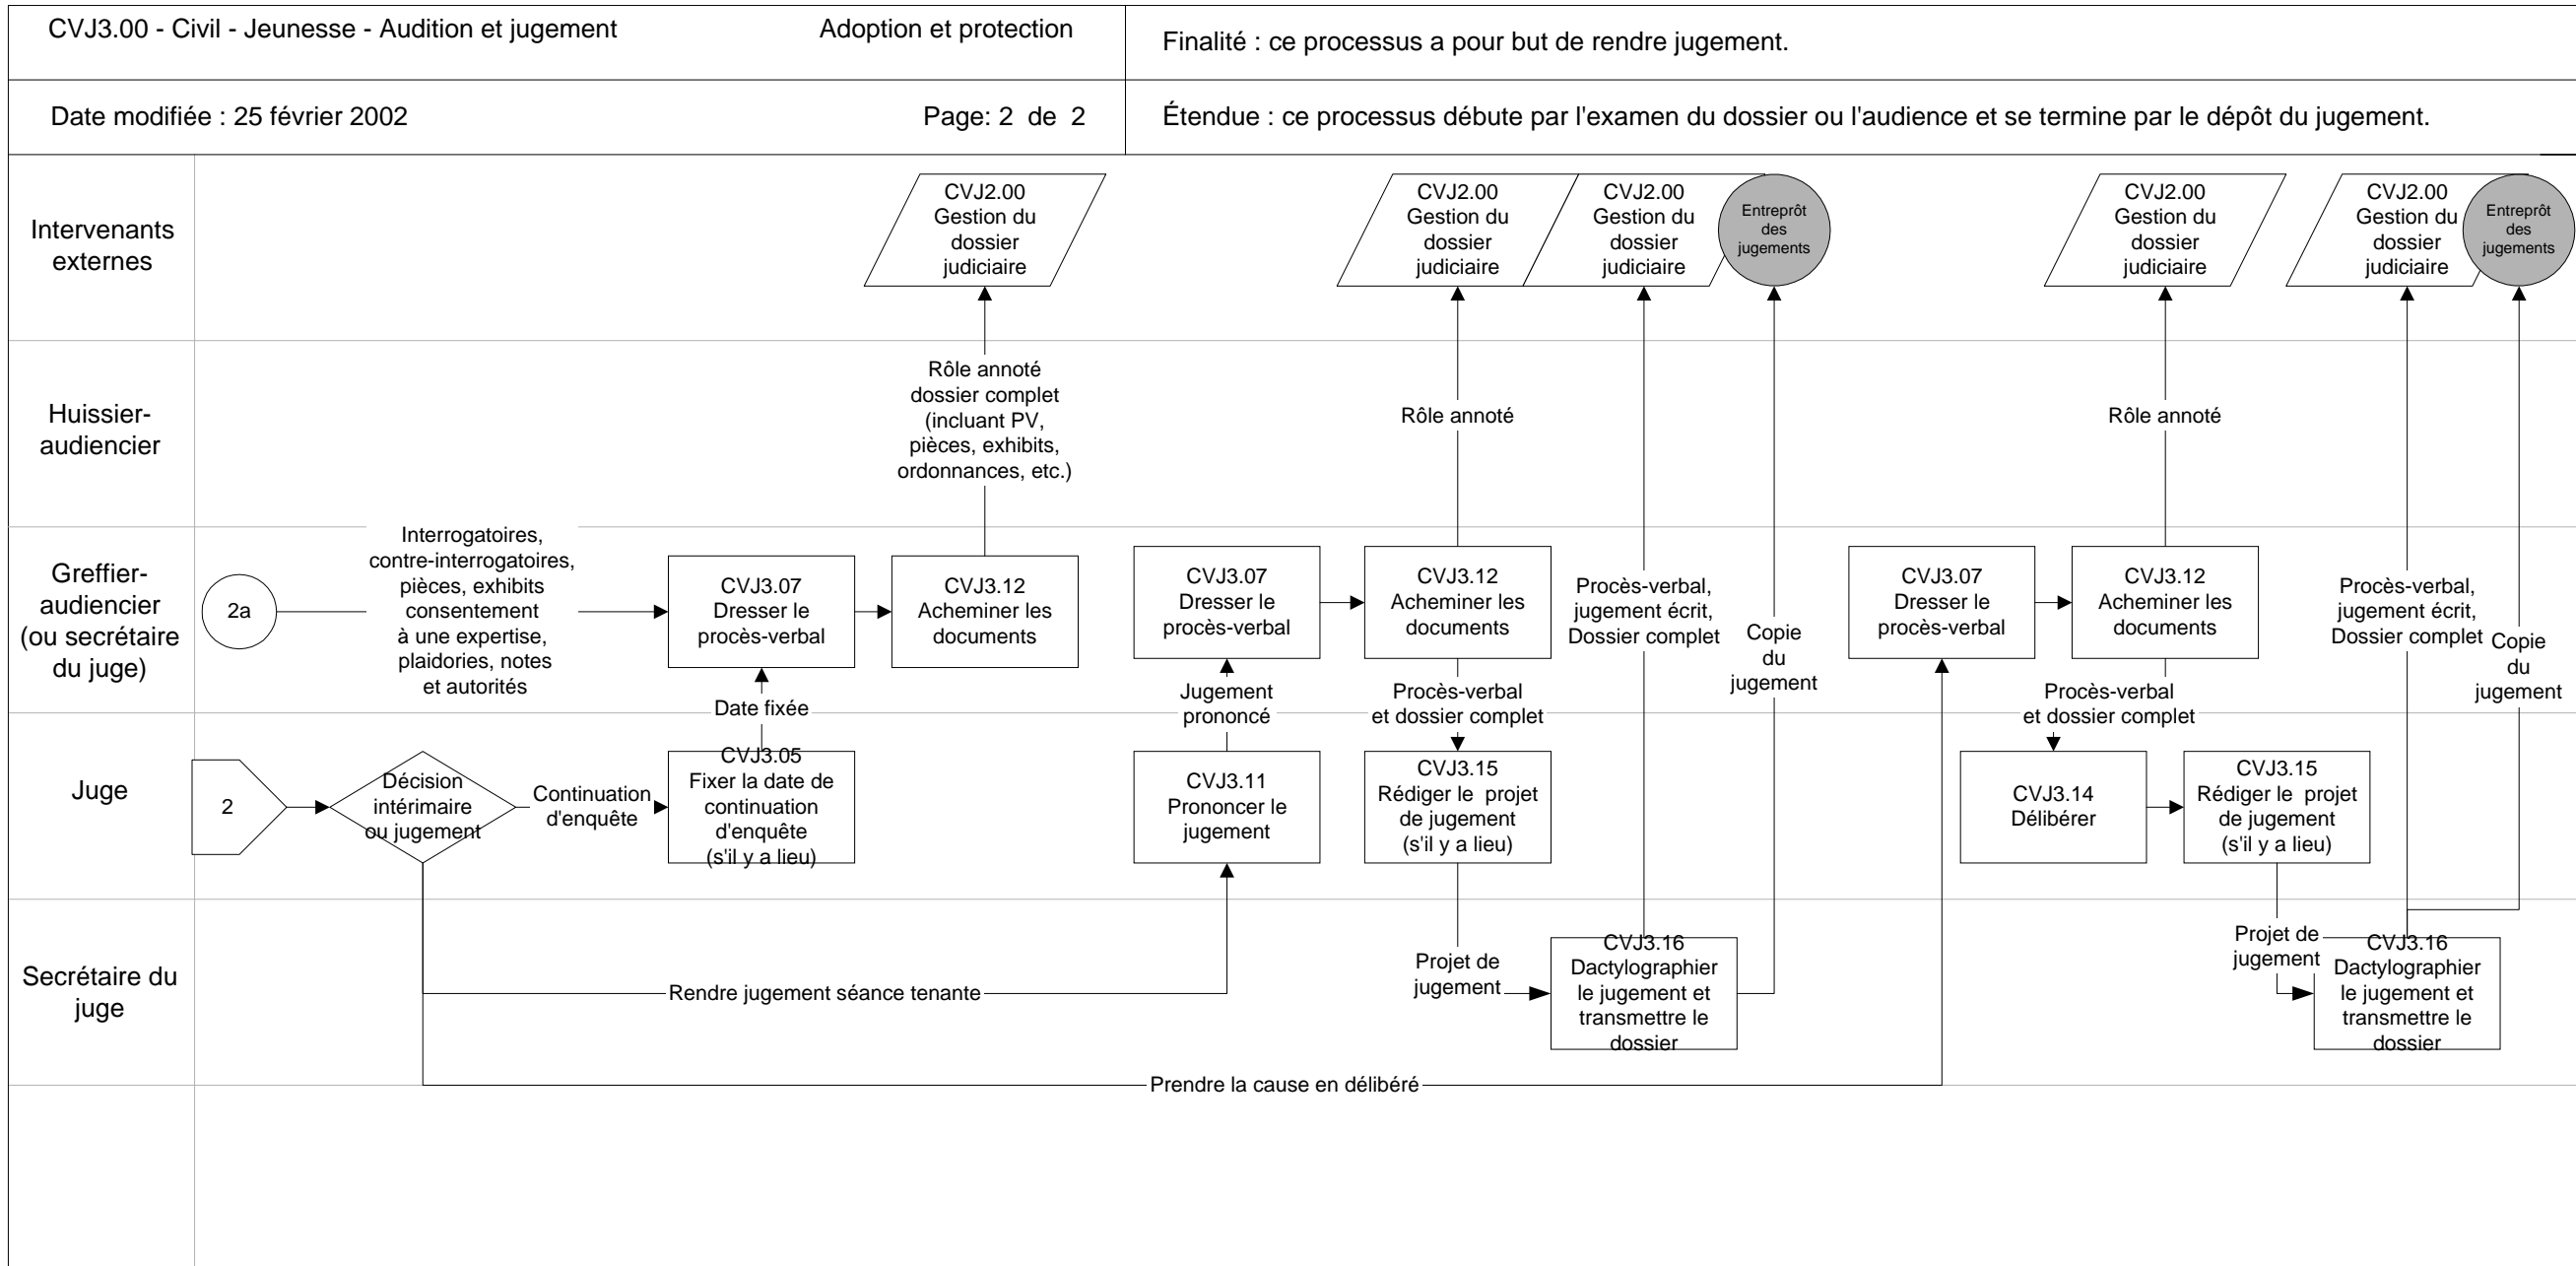 CVJ3.00 - Civil - Jeunesse - Audition et jugement Adoption et protection
Finalité : ce processus a pour but de rendre jugement.
Date modifiée : 25 février 2002 Page: 2 de 2
Étendue : ce processus débute par l'examen du dossier ou l'audience et se termine par le dépôt du jugement.
Intervenants
externes
CVJ2.00
Gestion du
dossier
judiciaire
CVJ2.00
Gestion du
dossier
judiciaire
CVJ2.00
Gestion du
dossier
judiciaire
Entreprôt
des
jugements
CVJ2.00
Gestion du
dossier
judiciaire
CVJ2.00
Gestion du
dossier
judiciaire
Entreprôt
des
jugements
Huissier-
audiencier
Rôle annoté
dossier complet
(incluant PV,
pièces, exhibits,
ordonnances, etc.)
Rôle annoté
Rôle annoté
Greffier-
audiencier
(ou secrétaire
du juge)
2a
Interrogatoires,
contre-interrogatoires,
pièces, exhibits
consentement
à une expertise,
plaidories, notes
et autorités
CVJ3.07
Dresser le
procès-verbal
CVJ3.12
Acheminer les
documents
CVJ3.07
Dresser le
procès-verbal
CVJ3.12
Acheminer les
documents
Procès-verbal,
jugement écrit,
Dossier complet
Copie
du
jugement
CVJ3.07
Dresser le
procès-verbal
CVJ3.12
Acheminer les
documents
Procès-verbal,
jugement écrit,
Dossier complet
Copie
du
jugement
Date fixée
Jugement
prononcé
Procès-verbal
et dossier complet
Procès-verbal
et dossier complet
Juge
2
Décision
intérimaire
ou jugement
Continuation
d'enquête
CVJ3.05
Fixer la date de
continuation
d'enquête
(s'il y a lieu)
CVJ3.11
Prononcer le
jugement
CVJ3.15
Rédiger le projet
de jugement
(s'il y a lieu)
CVJ3.14
Délibérer
CVJ3.15
Rédiger le projet
de jugement
(s'il y a lieu)
Secrétaire du
juge
Rendre jugement séance tenante
Projet de
jugement
CVJ3.16
Dactylographier
le jugement et
transmettre le
dossier
Projet de
jugement
CVJ3.16
Dactylographier
le jugement et
transmettre le
dossier
Prendre la cause en délibéré